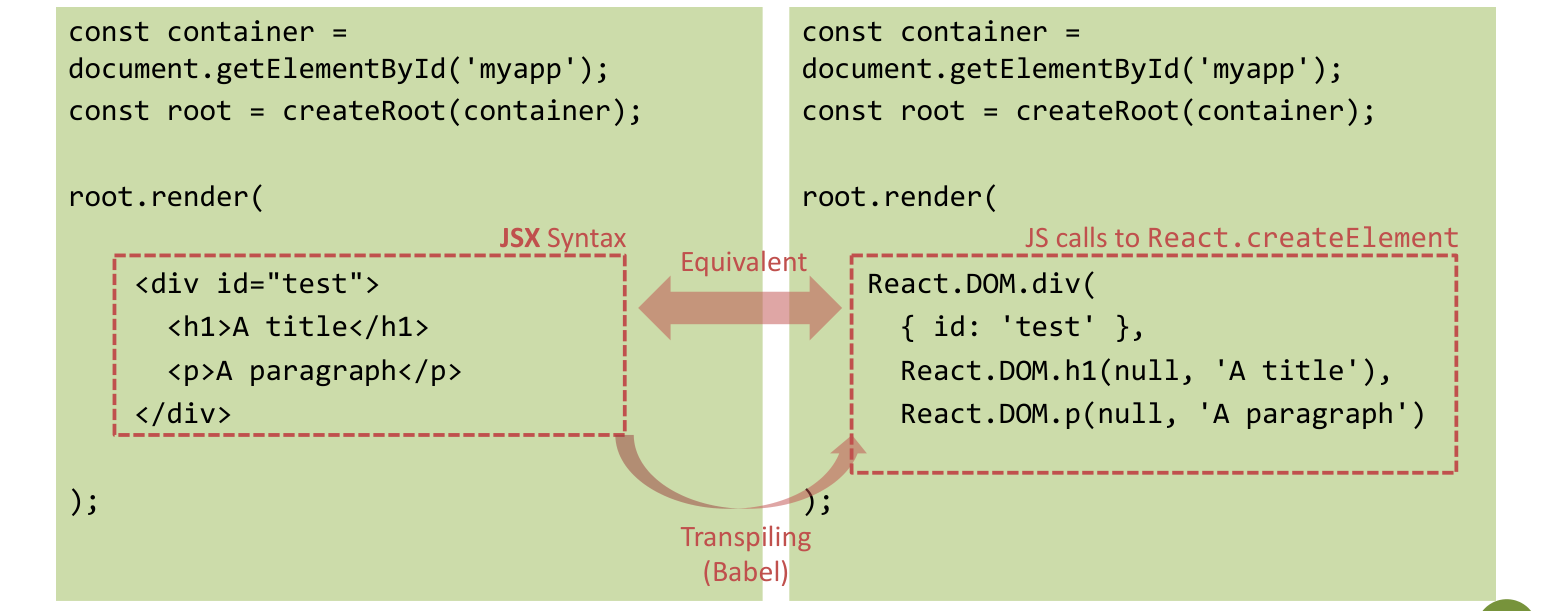 const container =
document.getElementById('myapp');
const root = createRoot(container);
root.render(
JSX Syntax
<div id="test">
<h1>A title</h1>
<p>A paragraph</p>
</div>
);
Equivalent
Transpiling
(Babel)
const container =
document.getElementById('myapp');
const root = createRoot(container);
root.render(
JS calls to React.createElement
React.DOM.div(
{ id: 'test' },
React.DOM.h1(null, 'A title'),
React.DOM.p(null, 'A paragraph')
);